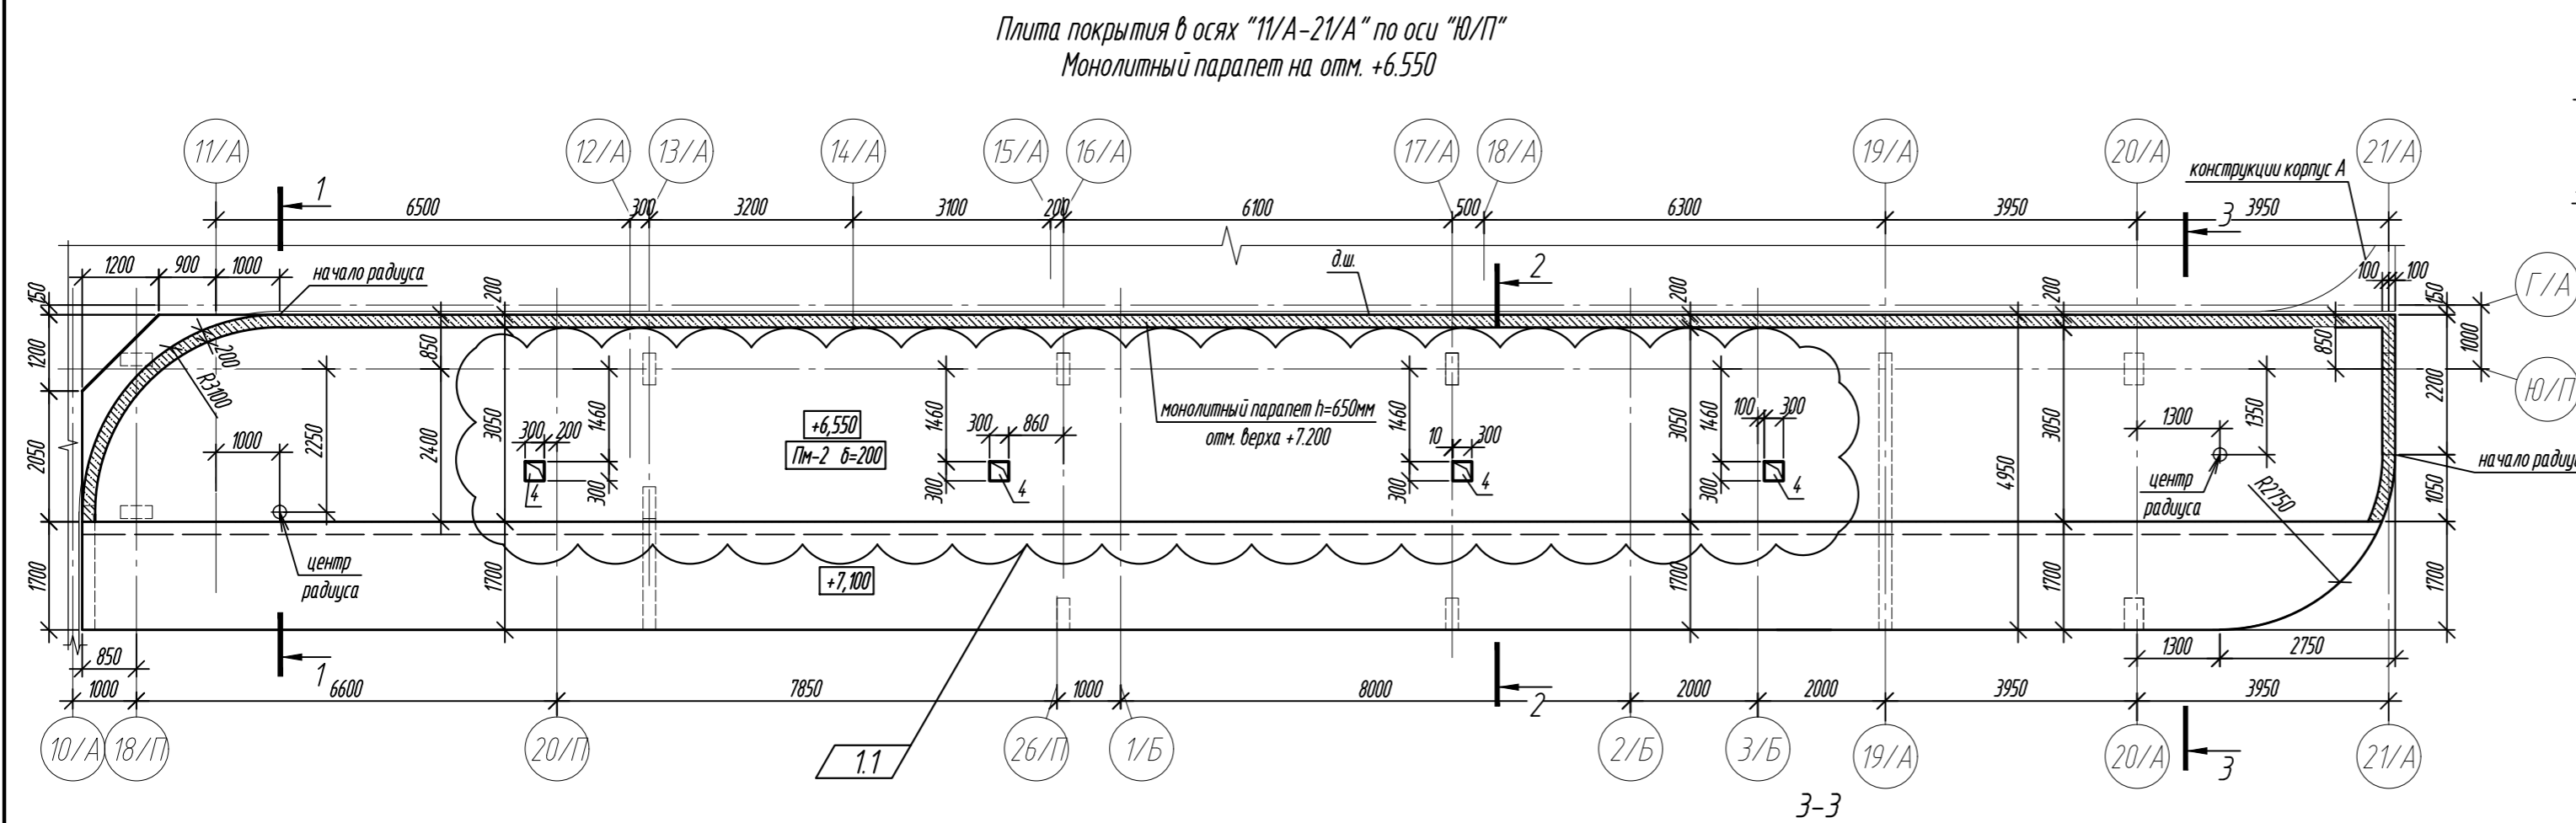 Плита покрытия в осях "11/А-21/А" по оси "Ю/П"
Монолитный парапет на отм. +6.550
11/А 12/А 13/А 14/А 15/А 16/А 17/А 18/А 19/А 20/А 21/А
конструкции корпус А
1 6500 300 3200 3100 200 6100 500 6300 3950 3 3950
1200 900 1000 начало радиуса 200 д.ш. 2 200 200 100 100
150 150 Г/А
1200 200 R3100 850 850 1000 2200 Ю/П
2050 1000 2250 2400 3050 1460 1460 1460 1460 3050 3050 4950 1300 1350 1050
монолитный парапет h=650мм
отм. верха +7.200
+6,550
Пм-2 δ=200
300 200 300 860 10 300 100 300
300 4 300 4 300 4 300 4
центр
радиуса
R2750
начало радиу
центр
радиуса
+7,100
1700 1700 1700 1700 1700
1 850 1300 2750
1000 6600 7850 1000 8000 2 2000 2000 3950 3950
10/А 18/П 20/П 1.1 26/П 1/Б 2/Б 3/Б 19/А 20/А 3 21/А
3-3